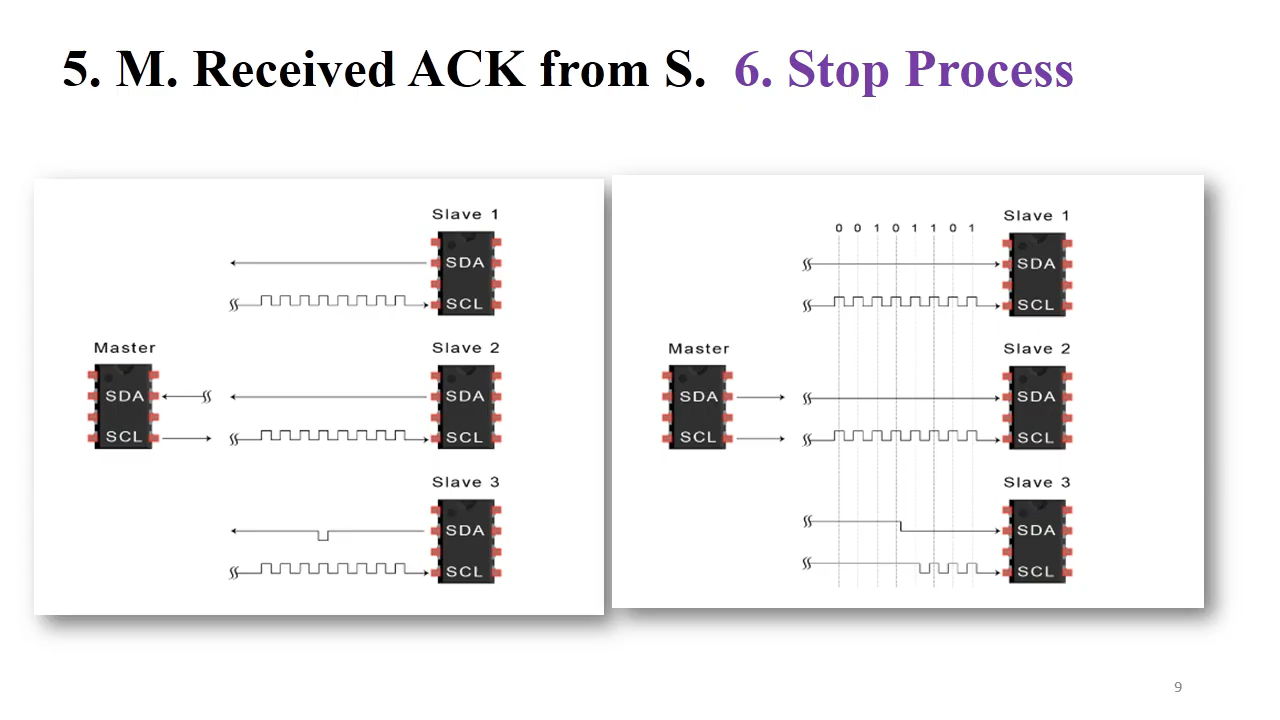 5. M. Received ACK from S. 6. Stop Process
Slave 1
SDA
SCL
Master
SDA
SCL
Slave 2
SDA
SCL
Slave 3
SDA
SCL
0 0 1 0 1 1 0 1
Slave 1
SDA
SCL
Master
SDA
SCL
Slave 2
SDA
SCL
Slave 3
SDA
SCL
9